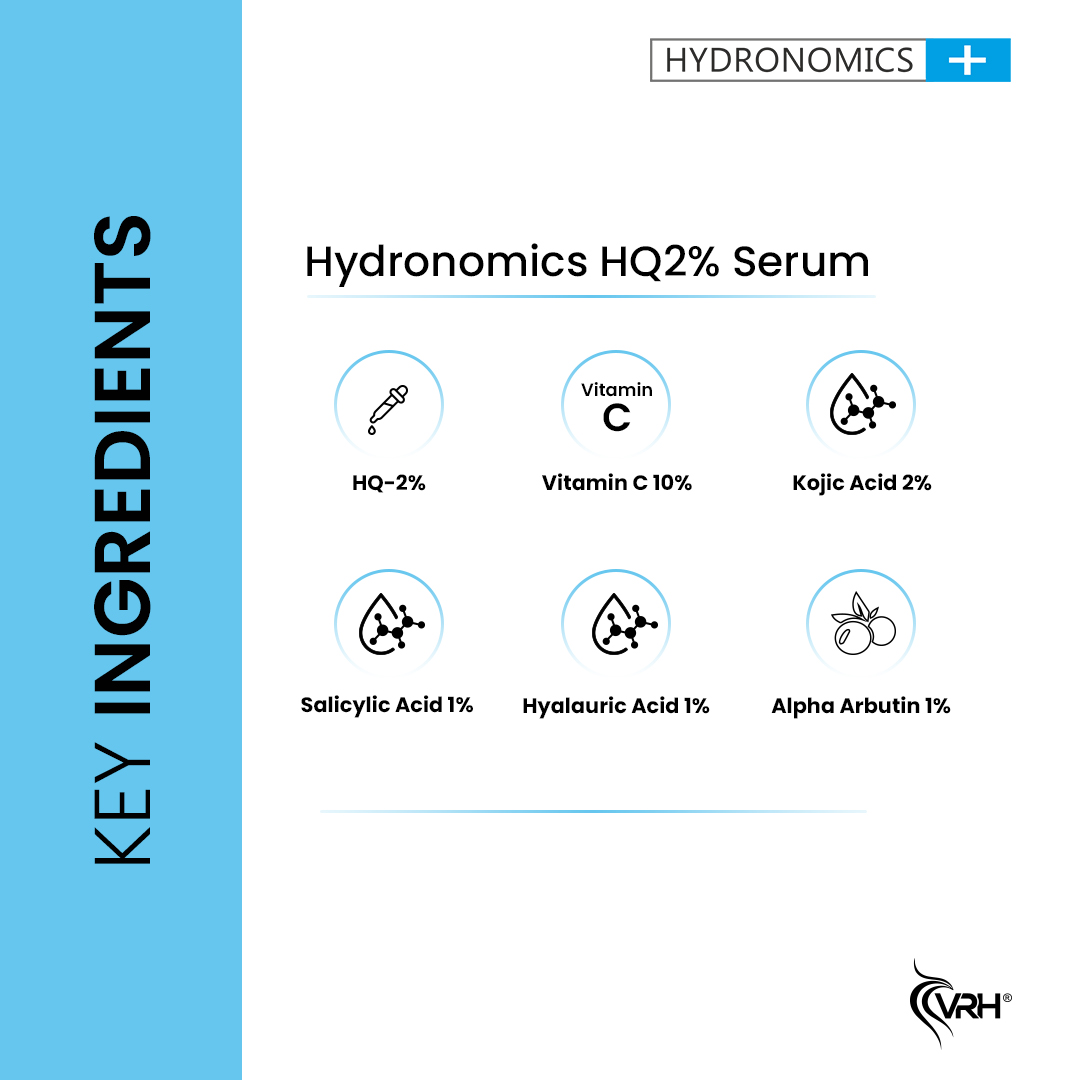 HYDRONOMICS +
KEY INGREDIENTS
Hydronomics HQ2% Serum
Vitamin
C
HQ-2%
Vitamin C 10%
Kojic Acid 2%
Salicylic Acid 1%
Hyalauric Acid 1%
Alpha Arbutin 1%
VRH®